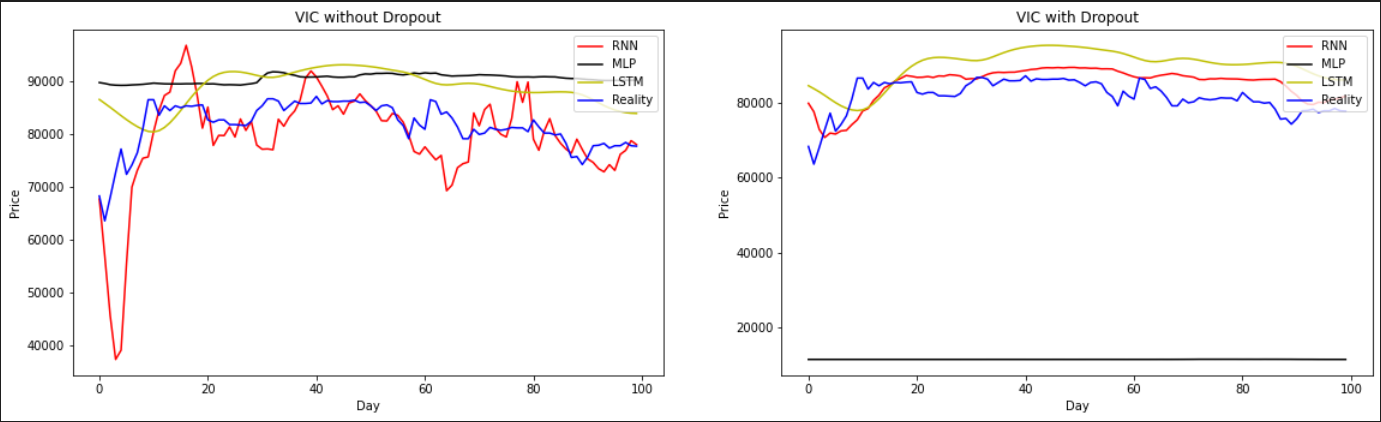 VIC without Dropout
RNN
MLP
LSTM
Reality
90000
80000
70000
60000
50000
40000
Price
0 20 40 60 80 100
Day
VIC with Dropout
RNN
MLP
LSTM
Reality
80000
60000
40000
20000
Price
0 20 40 60 80 100
Day